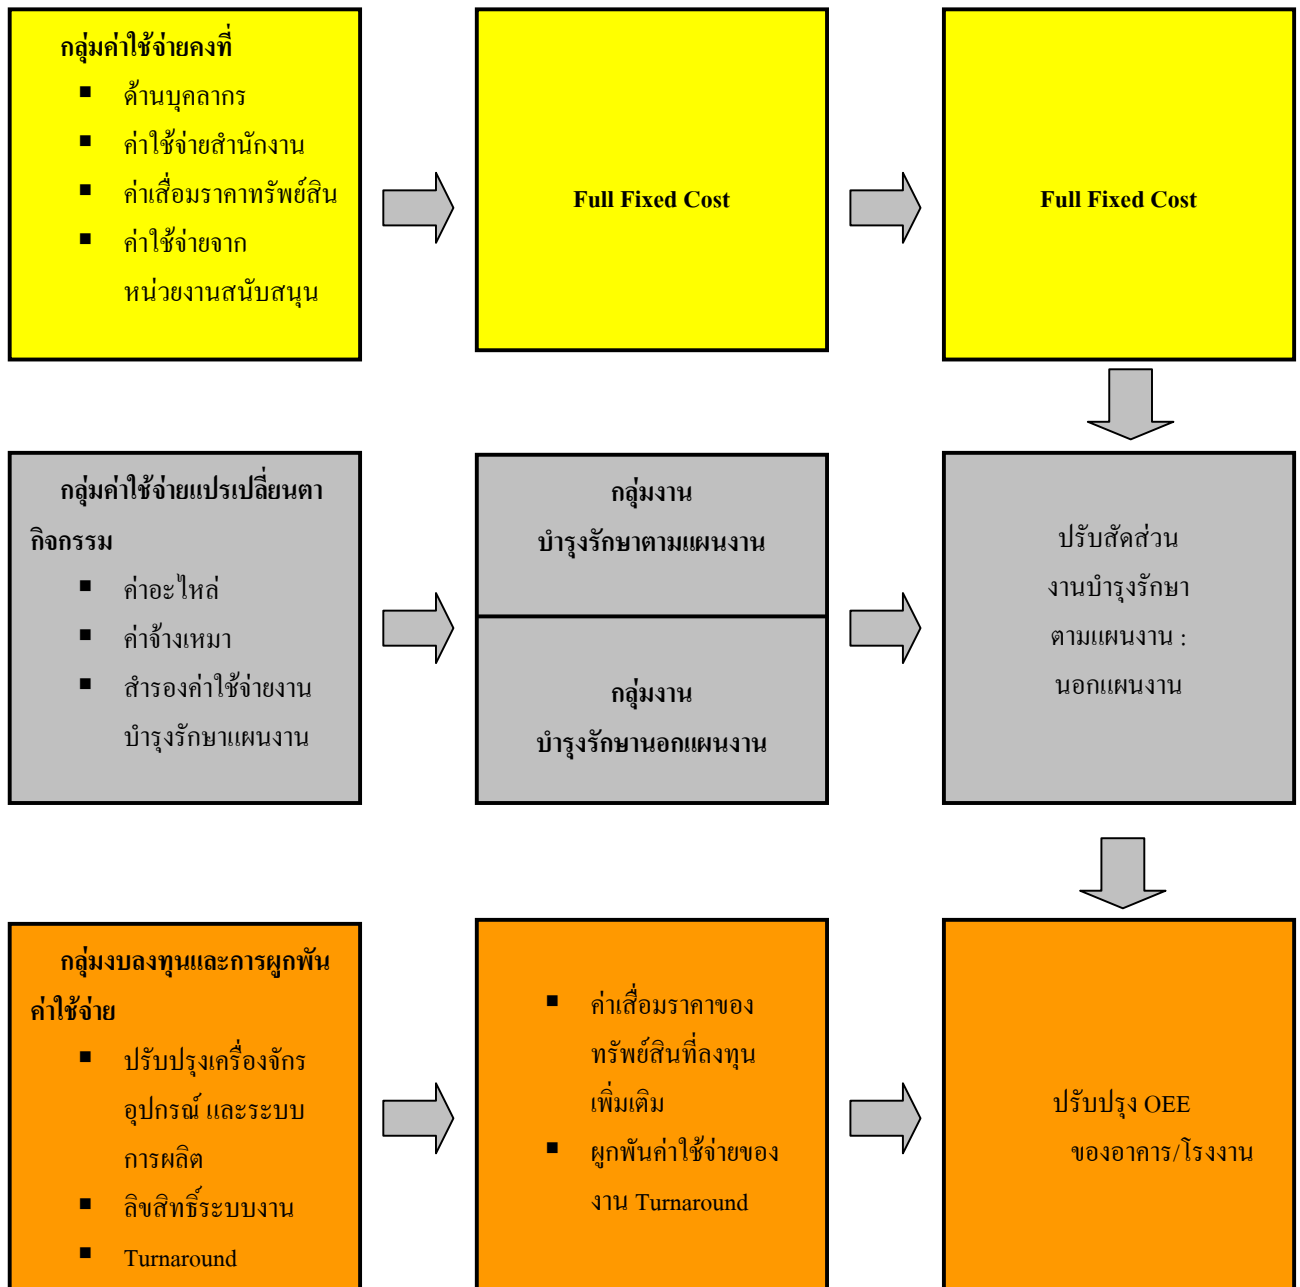 กลุ่มค่าใช้จ่ายคงที่
▪ ด้านบุคลากร
▪ ค่าใช้จ่ายสำนักงาน
▪ ค่าเสื่อมราคาทรัพย์สิน
▪ ค่าใช้จ่ายจาก
หน่วยงานสนับสนุน
Full Fixed Cost
Full Fixed Cost
กลุ่มค่าใช้จ่ายแปรเปลี่ยนตา
กิจกรรม
▪ ค่าอะไหล่
▪ ค่าจ้างเหมา
▪ สำรองค่าใช้จ่ายงาน
บำรุงรักษาแผนงาน
กลุ่มงาน
บำรุงรักษาตามแผนงาน
กลุ่มงาน
บำรุงรักษานอกแผนงาน
ปรับสัดส่วน
งานบำรุงรักษา
ตามแผนงาน :
นอกแผนงาน
กลุ่มงบลงทุนและการผูกพัน
ค่าใช้จ่าย
▪ ปรับปรุงเครื่องจักร
อุปกรณ์ และระบบ
การผลิต
▪ ลิขสิทธิ์ระบบงาน
▪ Turnaround
▪ ค่าเสื่อมราคาของ
ทรัพย์สินที่ลงทุน
เพิ่มเติม
▪ ผูกพันค่าใช้จ่ายของ
งาน Turnaround
ปรับปรุง OEE
ของอาคาร/โรงงาน